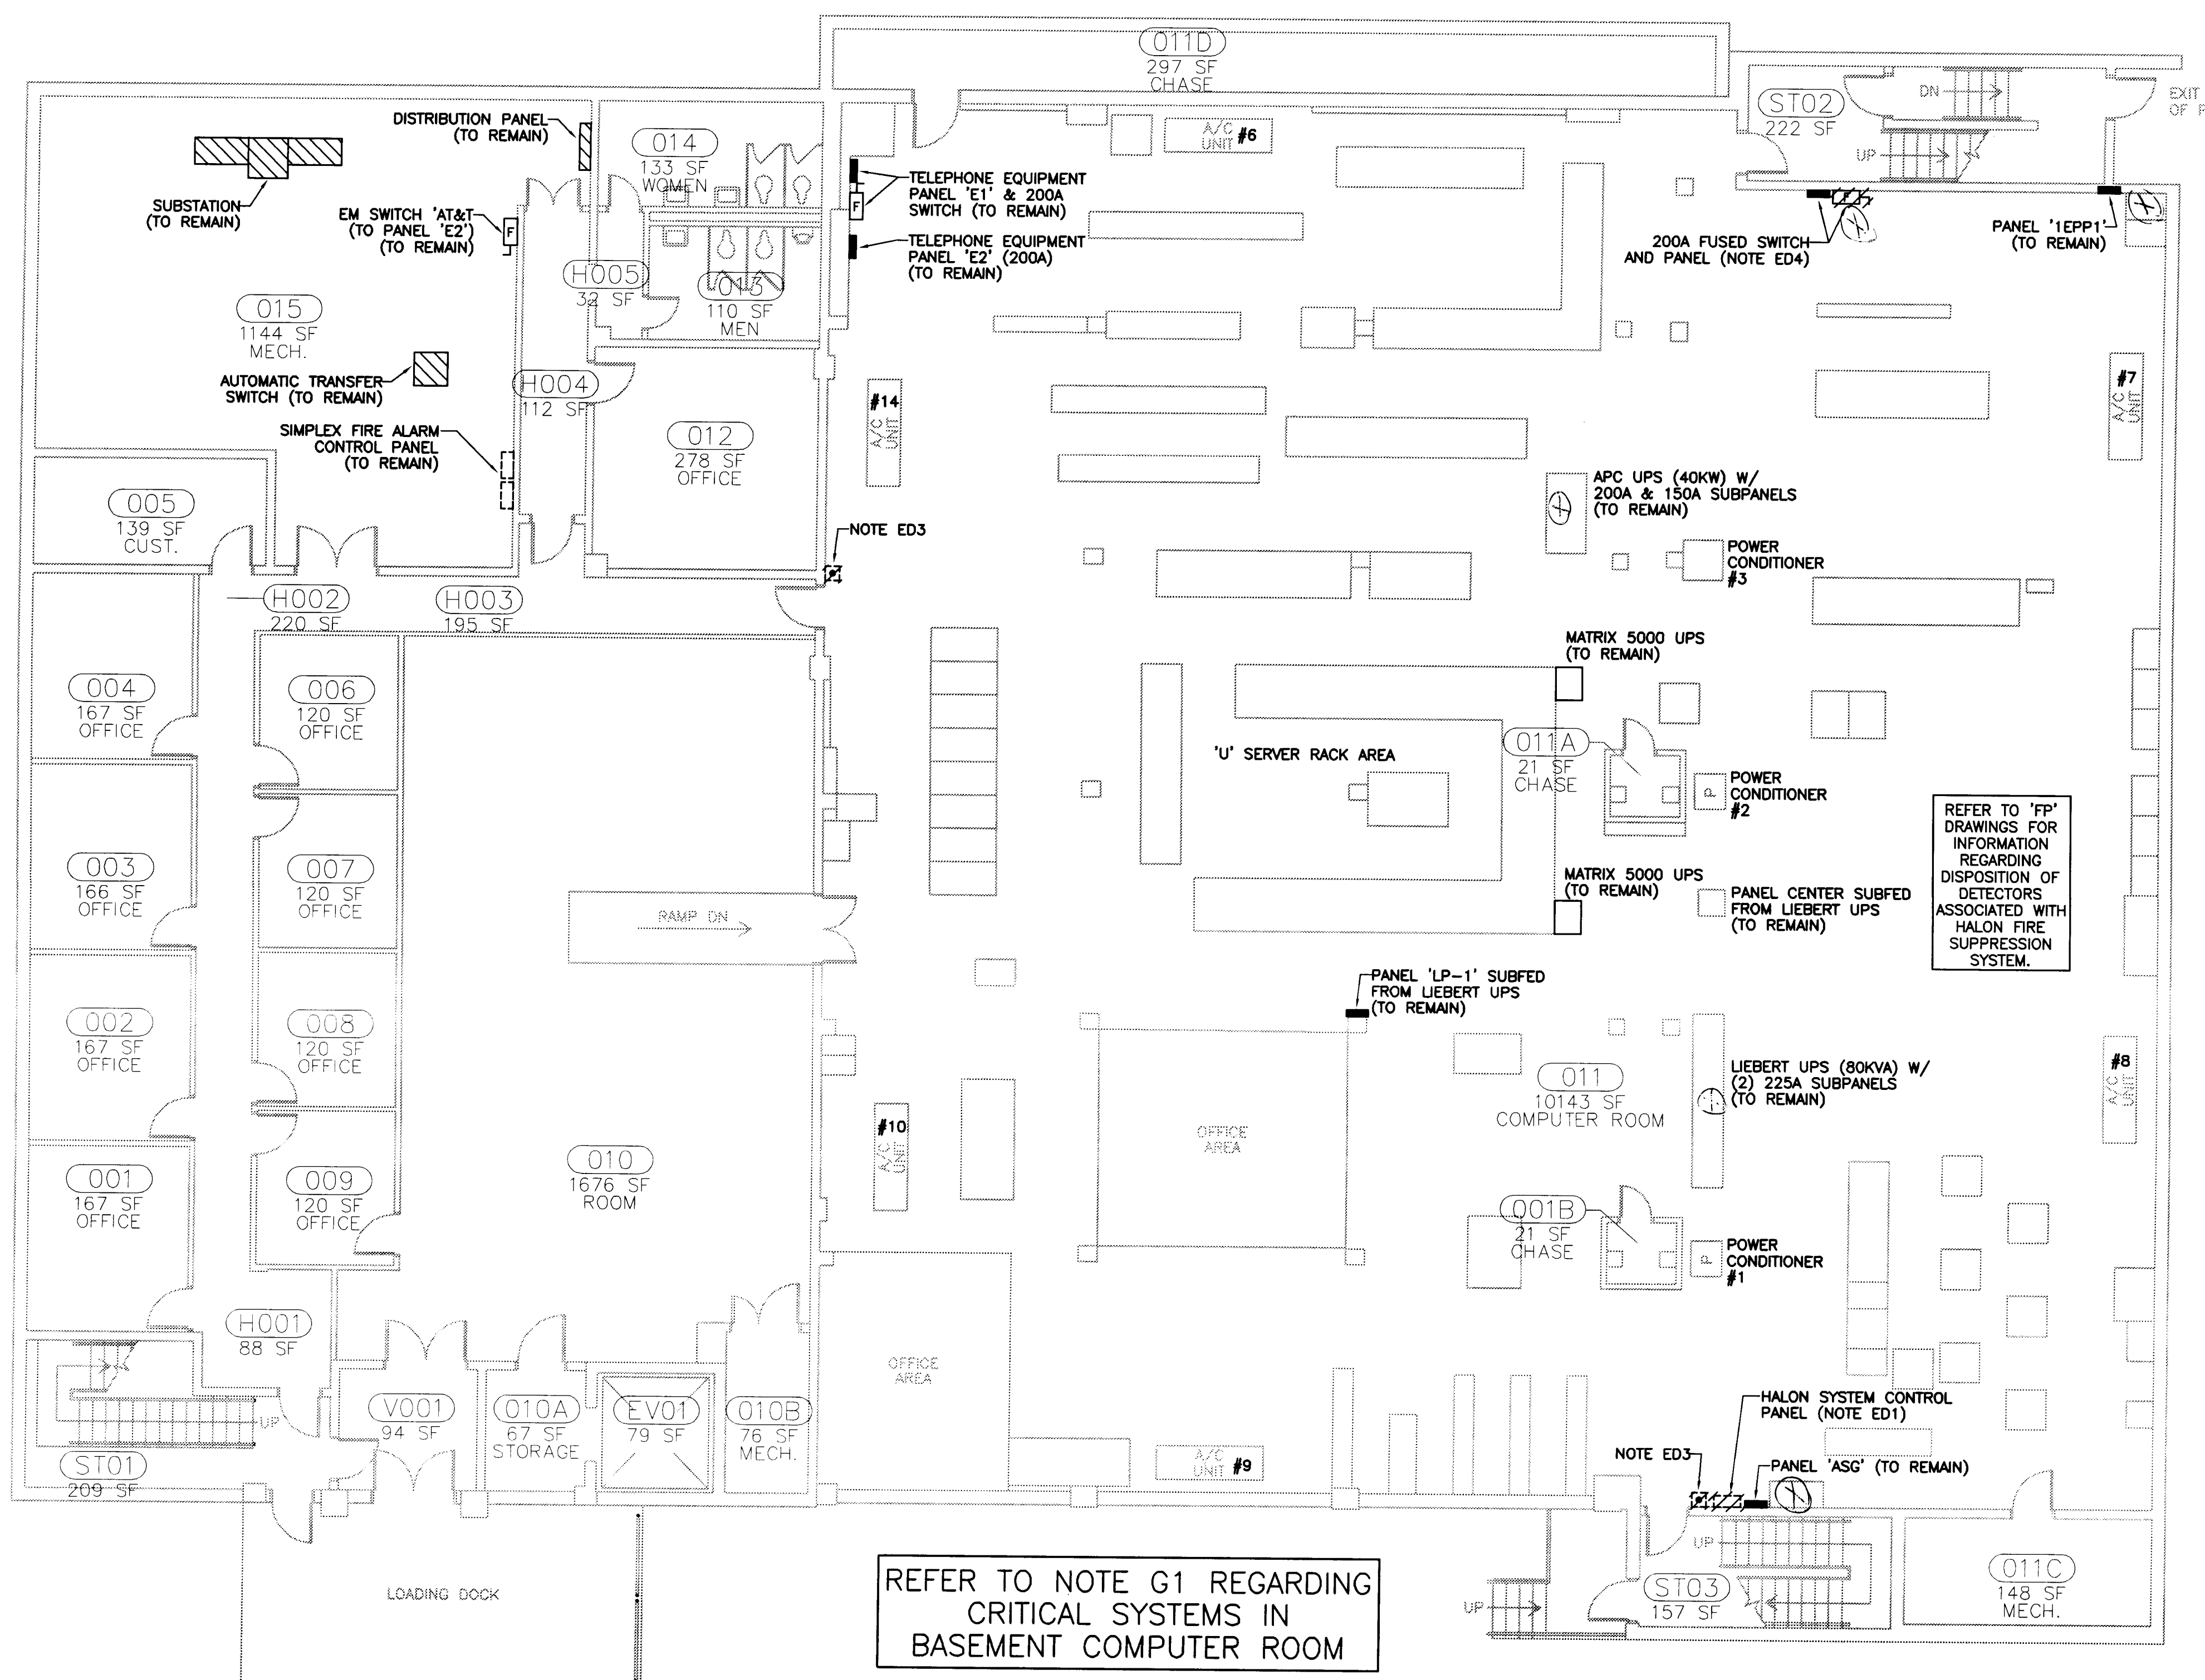 011D
297 SF
CHASE
ST02
222 SF
DN
UP
EXIT
OF
DISTRIBUTION PANEL
(TO REMAIN)
014
133 SF
WOMEN
A/C
UNIT #6
SUBSTATION
(TO REMAIN)
EM SWITCH 'AT&T'
(TO PANEL 'E2')
(TO REMAIN)
F
TELEPHONE EQUIPMENT
PANEL 'E1' & 200A
SWITCH (TO REMAIN)
F
TELEPHONE EQUIPMENT
PANEL 'E2' (200A)
(TO REMAIN)
200A FUSED SWITCH
AND PANEL (NOTE ED4)
F
PANEL '1EPP1'
(TO REMAIN)
H005
32 SF
013
110 SF
MEN
015
1144 SF
MECH.
AUTOMATIC TRANSFER
SWITCH (TO REMAIN)
H004
112 SF
SIMPLEX FIRE ALARM
CONTROL PANEL
(TO REMAIN)
012
278 SF
OFFICE
#14
A/C
UNIT
#7
A/C
UNIT
005
139 SF
CUST.
NOTE ED3
APC UPS (40KW) W/
200A & 150A SUBPANELS
(TO REMAIN)
POWER
CONDITIONER
#3
H002
220 SF
H003
195 SF
MATRIX 5000 UPS
(TO REMAIN)
004
167 SF
OFFICE
006
120 SF
OFFICE
'U' SERVER RACK AREA
011A
21 SF
CHASE
P
POWER
CONDITIONER
#2
REFER TO 'FP'
DRAWINGS FOR
INFORMATION
REGARDING
DISPOSITION OF
DETECTORS
ASSOCIATED WITH
HALON FIRE
SUPPRESSION
SYSTEM.
003
166 SF
OFFICE
007
120 SF
OFFICE
RAMP DN
MATRIX 5000 UPS
(TO REMAIN)
PANEL CENTER SUBFED
FROM LIEBERT UPS
(TO REMAIN)
PANEL 'LP-1' SUBFED
FROM LIEBERT UPS
(TO REMAIN)
002
167 SF
OFFICE
008
120 SF
OFFICE
011
10143 SF
COMPUTER ROOM
LIEBERT UPS (80KVA) W/
(2) 225A SUBPANELS
(TO REMAIN)
#8
A/C
UNIT
#10
A/C
UNIT
OFFICE
AREA
001
167 SF
OFFICE
009
120 SF
OFFICE
010
1676 SF
ROOM
001B
21 SF
CHASE
P
POWER
CONDITIONER
#1
H001
88 SF
OFFICE
AREA
UP
V001
94 SF
010A
67 SF
STORAGE
EV01
79 SF
010B
76 SF
MECH.
ST01
209 SF
A/C
UNIT #9
HALON SYSTEM CONTROL
PANEL (NOTE ED1)
NOTE ED3
PANEL 'ASG' (TO REMAIN)
UP
UP
ST03
157 SF
011C
148 SF
MECH.
LOADING DOCK
REFER TO NOTE G1 REGARDING
CRITICAL SYSTEMS IN
BASEMENT COMPUTER ROOM